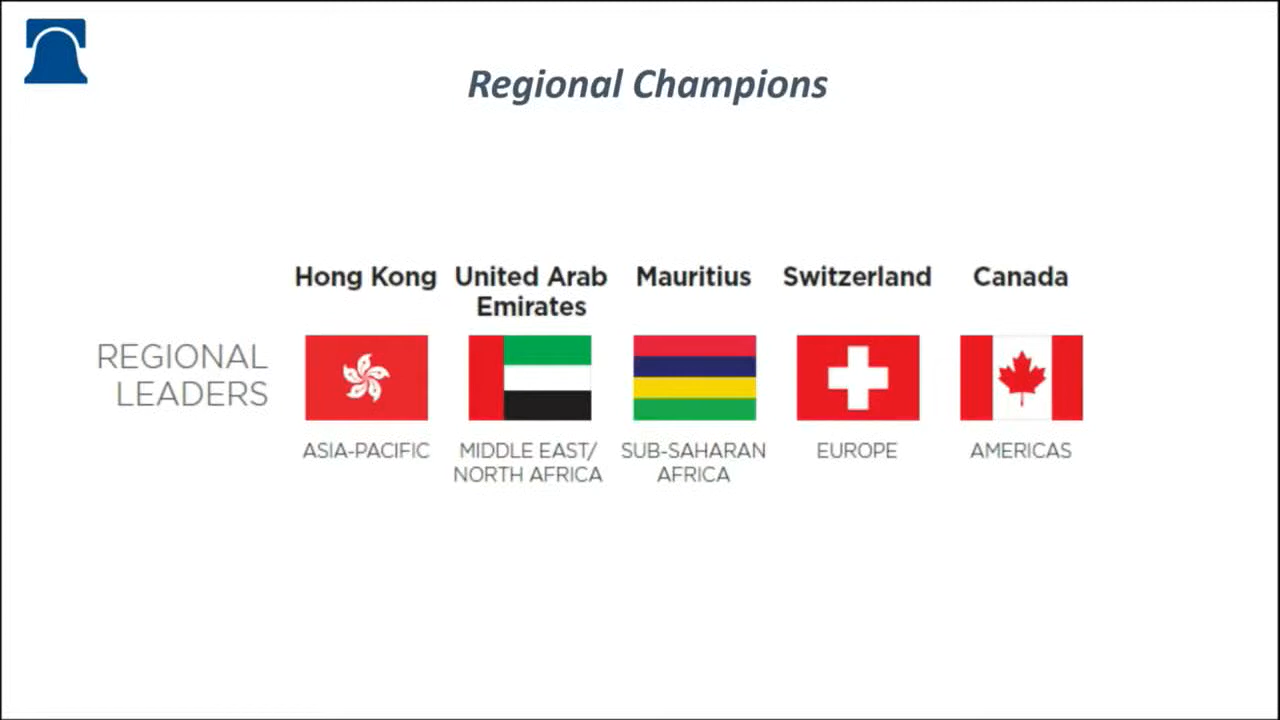 Regional Champions
Hong Kong
United Arab
Emirates
Mauritius
Switzerland
Canada
REGIONAL
LEADERS
ASIA-PACIFIC
MIDDLE EAST/
NORTH AFRICA
SUB-SAHARAN
AFRICA
EUROPE
AMERICAS